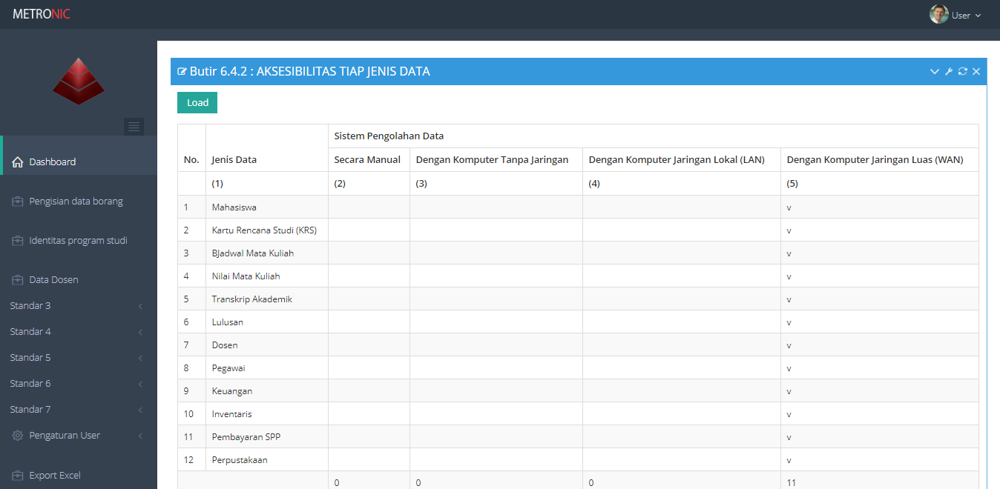 METRONIC
User
Butir 6.4.2 : AKSESIBILITAS TIAP JENIS DATA
Load
Dashboard
Pengisian data borang
Identitas program studi
Data Dosen
Standar 3
Standar 4
Standar 5
Standar 6
Standar 7
Pengaturan User
Export Excel
Sistem Pengolahan Data
No. Jenis Data Secara Manual Dengan Komputer Tanpa Jaringan Dengan Komputer Jaringan Lokal (LAN) Dengan Komputer Jaringan Luas (WAN)
(1) (2) (3) (4) (5)
1 Mahasiswa v
2 Kartu Rencana Studi (KRS) v
3 BJadwal Mata Kuliah v
4 Nilai Mata Kuliah v
5 Transkrip Akademik v
6 Lulusan v
7 Dosen v
8 Pegawai v
9 Keuangan v
10 Inventaris v
11 Pembayaran SPP v
12 Perpustakaan v
0 0 0 11